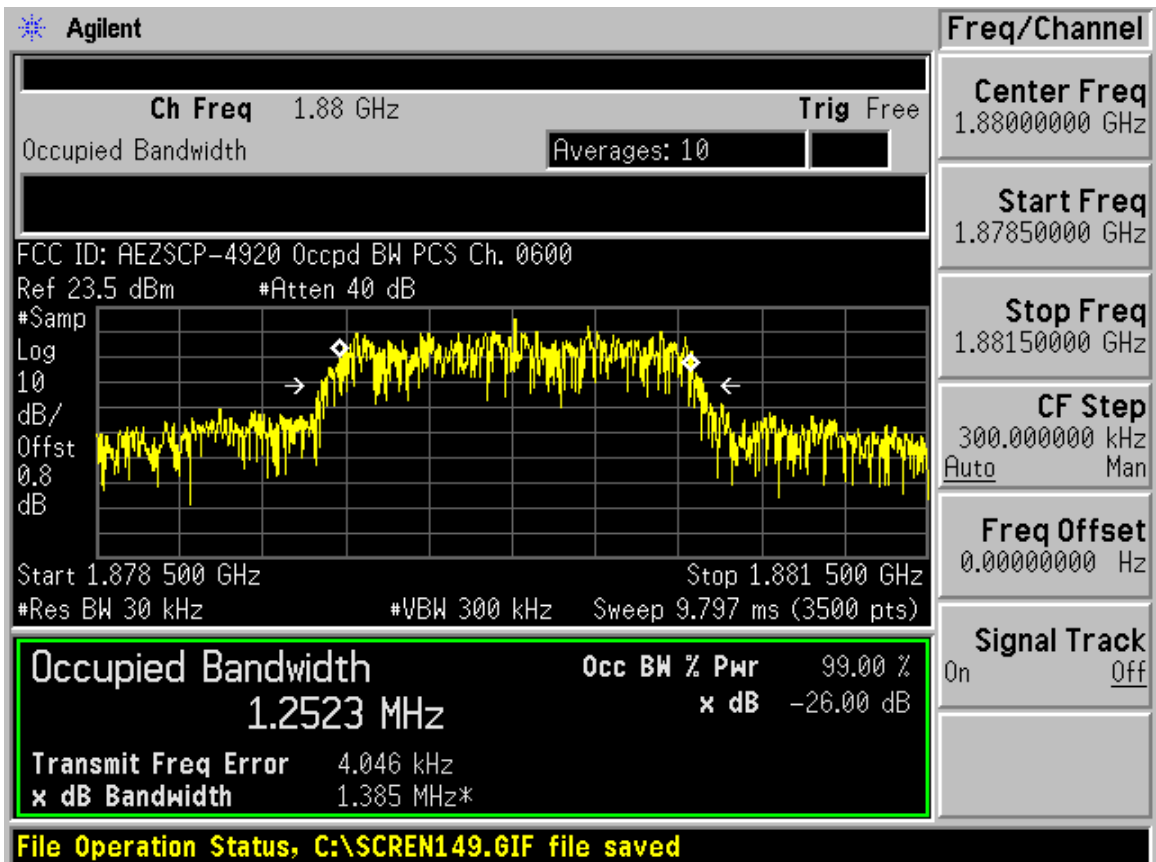 Agilent
Freq/Channel
Ch Freq 1.88 GHz Trig Free
Occupied Bandwidth Averages: 10
FCC ID: AEZSCP-4920 Occpd BW PCS Ch. 0600
Ref 23.5 dBm #Atten 40 dB
#Samp
Log
10
dB/
Offst
0.8
dB
Start 1.878 500 GHz Stop 1.881 500 GHz
#Res BW 30 kHz #VBW 300 kHz Sweep 9.797 ms (3500 pts)
Occupied Bandwidth
1.2523 MHz
Occ BW % Pwr 99.00 %
x dB -26.00 dB
Transmit Freq Error 4.046 kHz
x dB Bandwidth 1.385 MHz*
File Operation Status, C:\SCREN149.GIF file saved
Center Freq
1.88000000 GHz
Start Freq
1.87850000 GHz
Stop Freq
1.88150000 GHz
CF Step
300.000000 kHz
Auto Man
Freq Offset
0.00000000 Hz
Signal Track
On Off